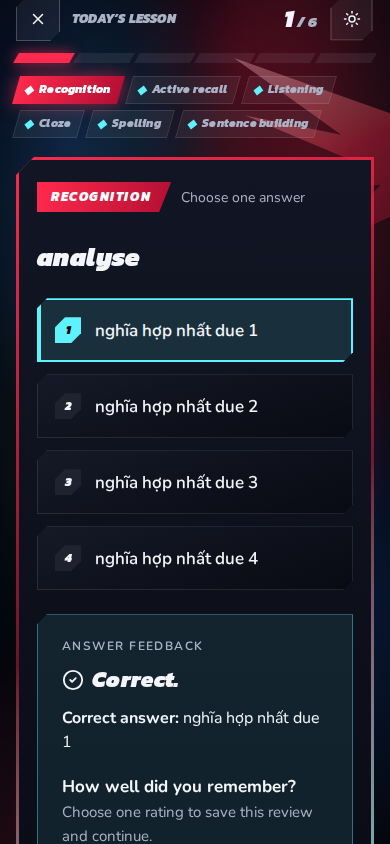 TODAY'S LESSON
1 / 6
Recognition
Active recall
Listening
Cloze
Spelling
Sentence building
RECOGNITION
Choose one answer
analyse
1 nghĩa hợp nhất due 1
2 nghĩa hợp nhất due 2
3 nghĩa hợp nhất due 3
4 nghĩa hợp nhất due 4
ANSWER FEEDBACK
Correct.
Correct answer: nghĩa hợp nhất due
1
How well did you remember?
Choose one rating to save this review
and continue.